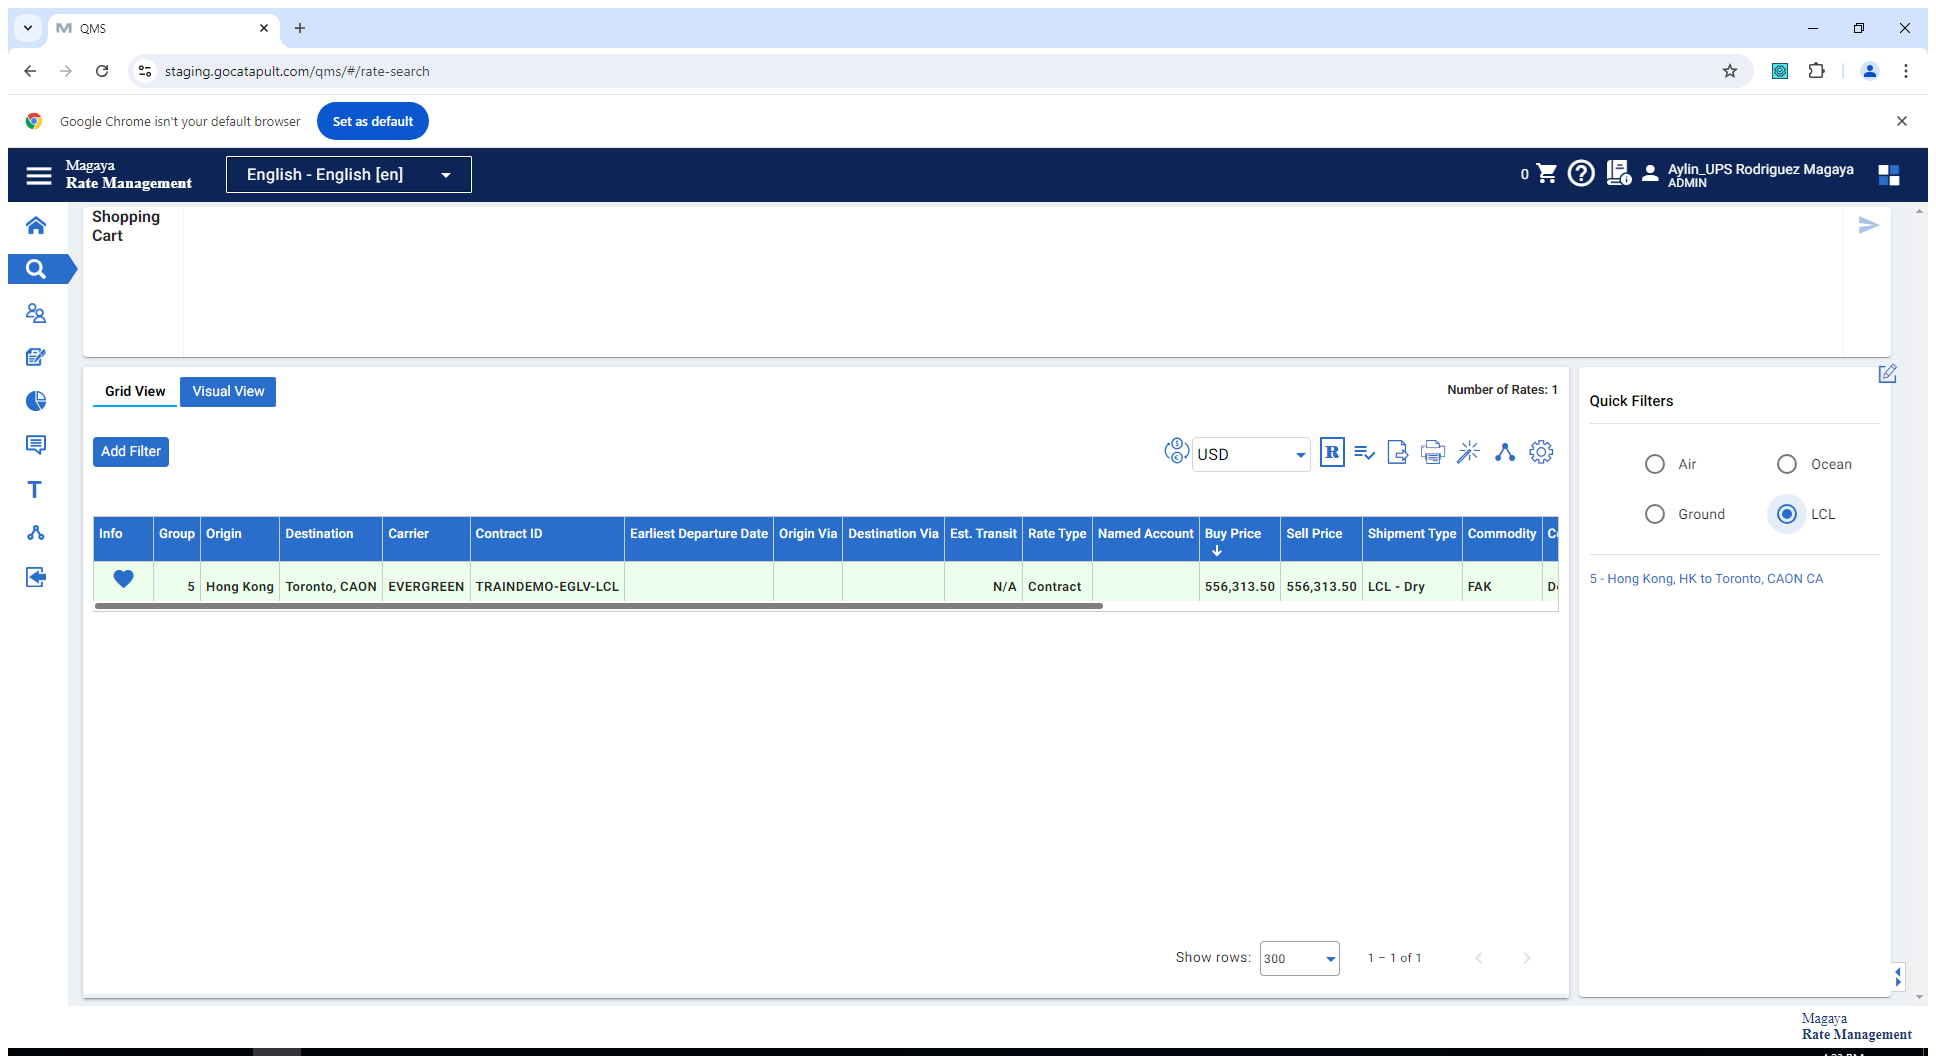 QMS
staging.gocatapult.com/qms/#/rate-search
Google Chrome isn't your default browser
Set as default
Magaya
Rate Management
English - English [en]
0
Aylin_UPS Rodriguez Magaya
ADMIN
Shopping
Cart
Grid View
Visual View
Number of Rates: 1
Quick Filters
Add Filter
USD
R
Air
Ocean
Ground
LCL
Info Group Origin Destination Carrier Contract ID Earliest Departure Date Origin Via Destination Via Est. Transit Rate Type Named Account Buy Price Sell Price Shipment Type Commodity
5 Hong Kong Toronto, CAON EVERGREEN TRAINDEMO-EGLV-LCL N/A Contract 556,313.50 556,313.50 LCL - Dry FAK
5 - Hong Kong, HK to Toronto, CAON CA
T
Show rows: 300 1 – 1 of 1
Magaya
Rate Management